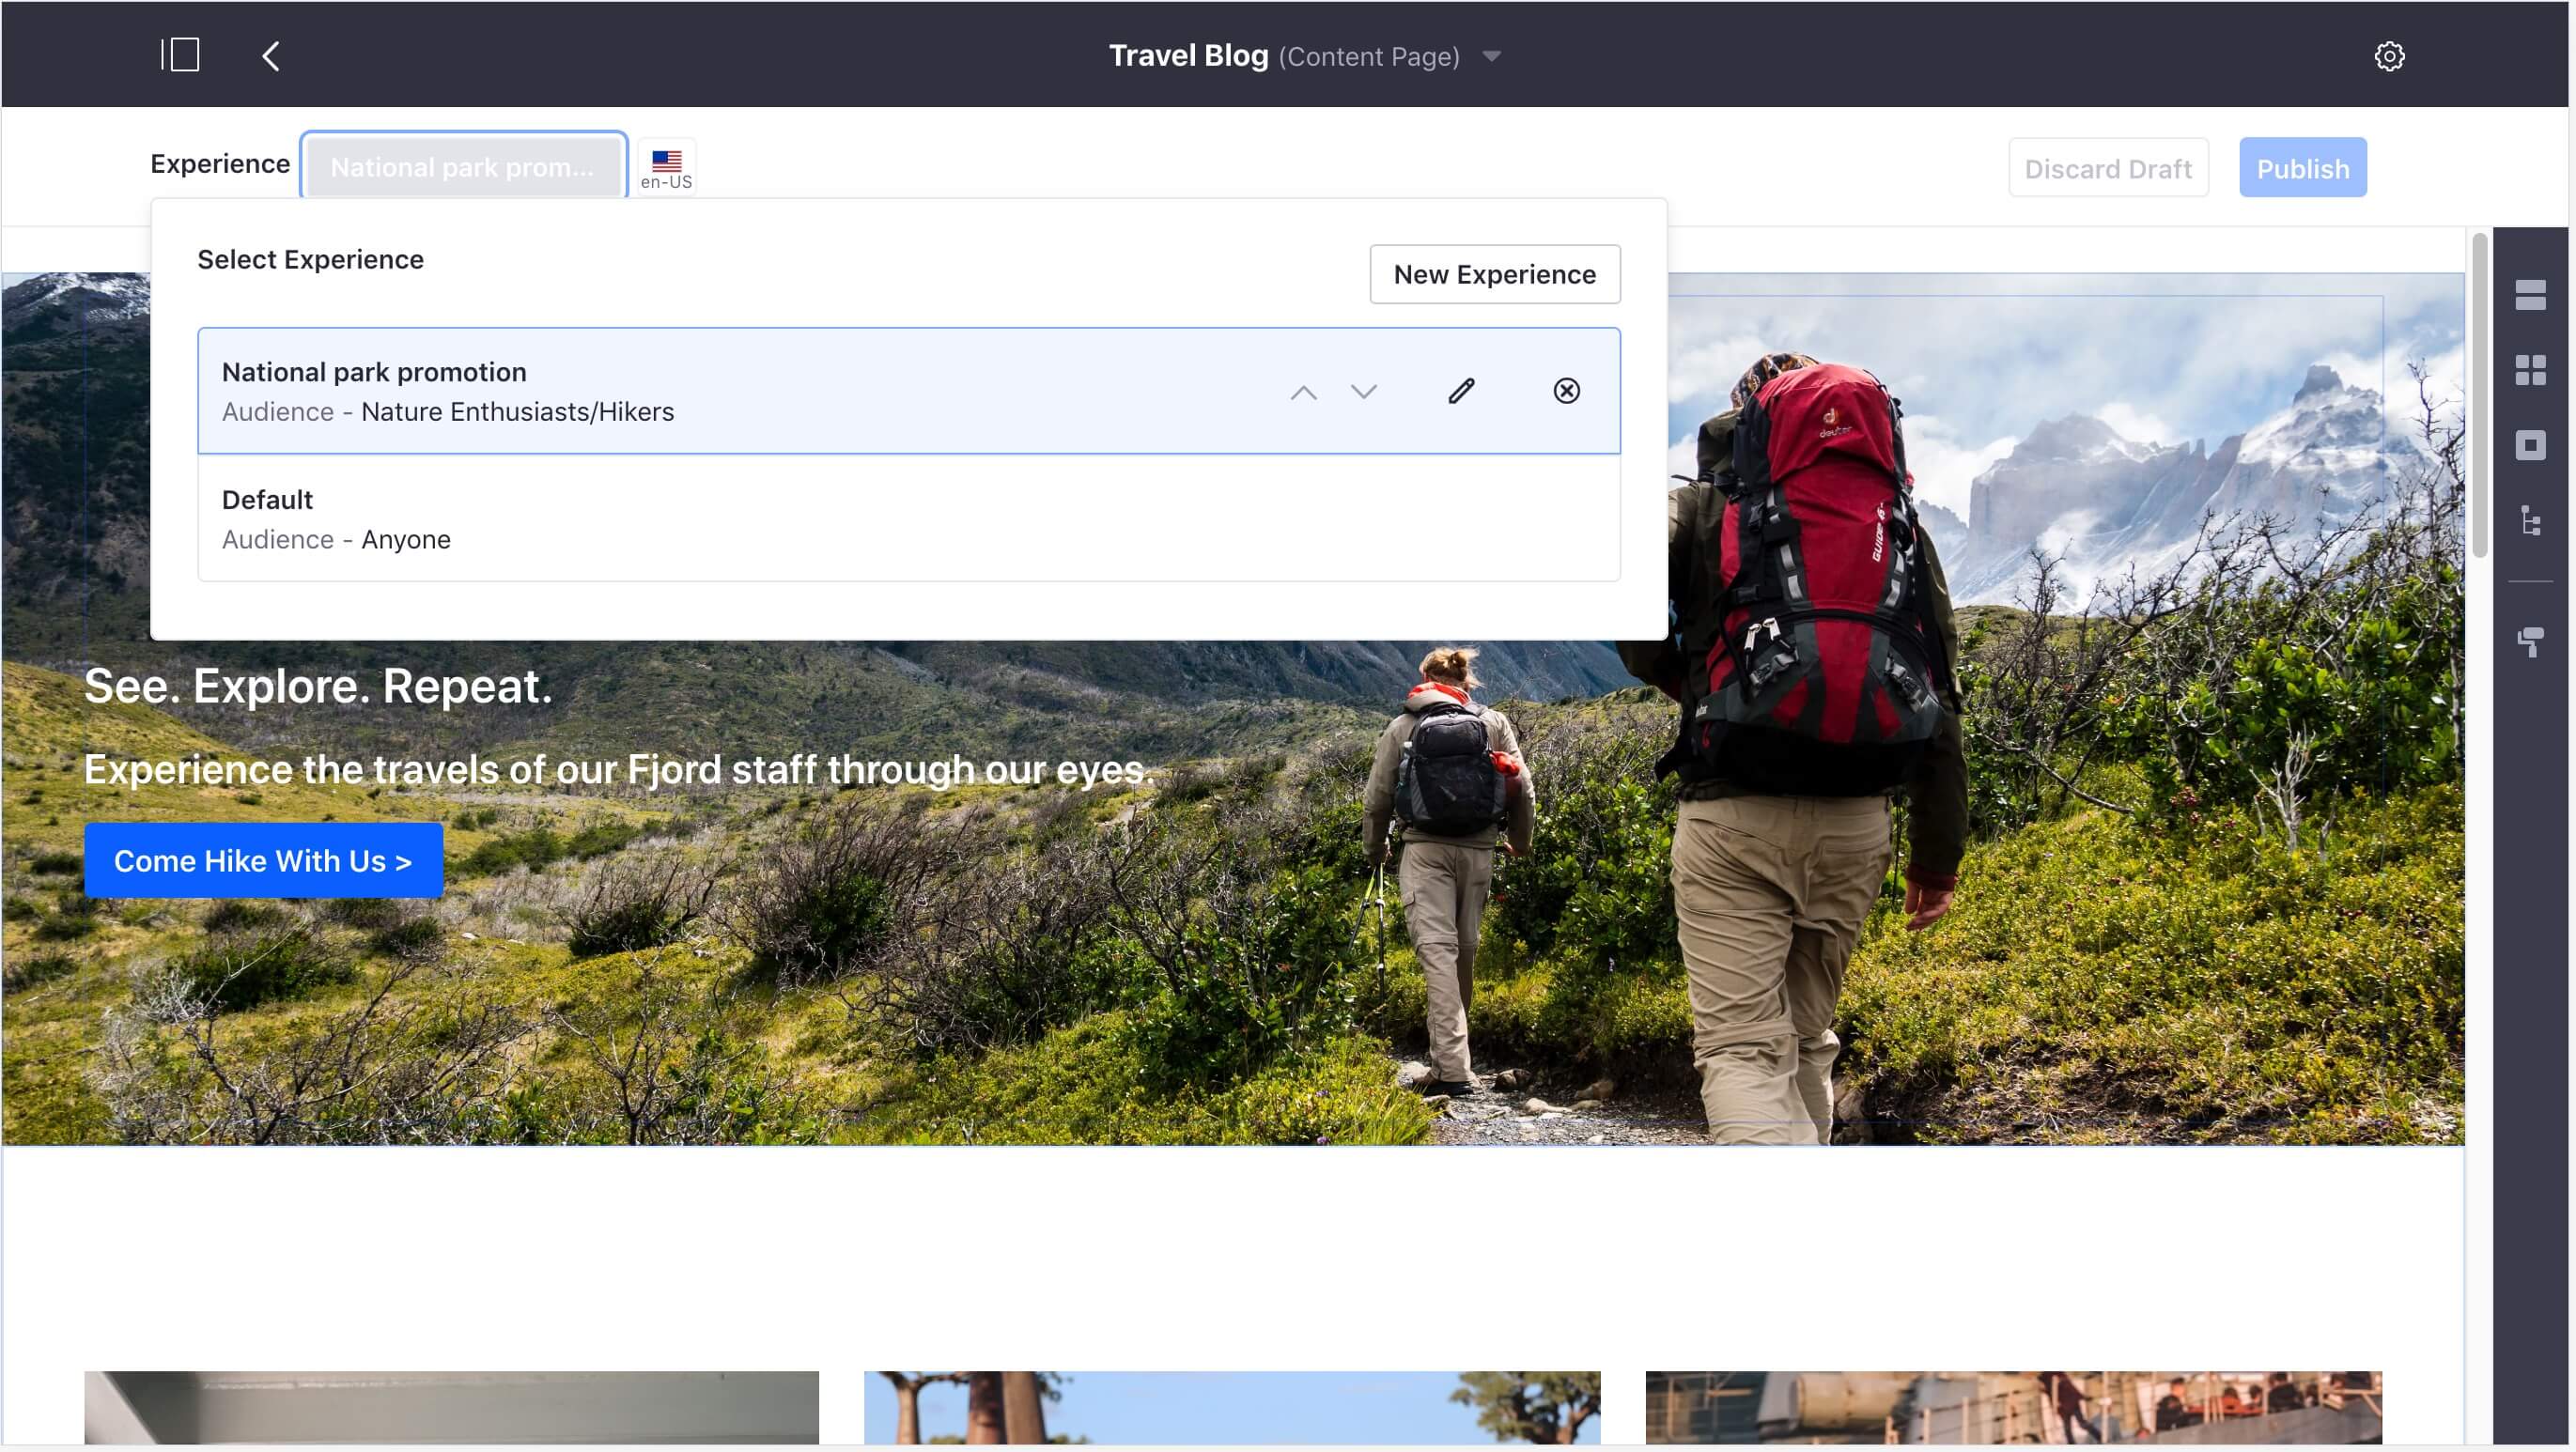 Travel Blog (Content Page)
Experience National park prom... en-US Discard Draft Publish
Select Experience New Experience
National park promotion
Audience - Nature Enthusiasts/Hikers
Default
Audience - Anyone
deuter
GUIDE
See. Explore. Repeat.
Experience the travels of our Fjord staff through our eyes.
Come Hike With Us >